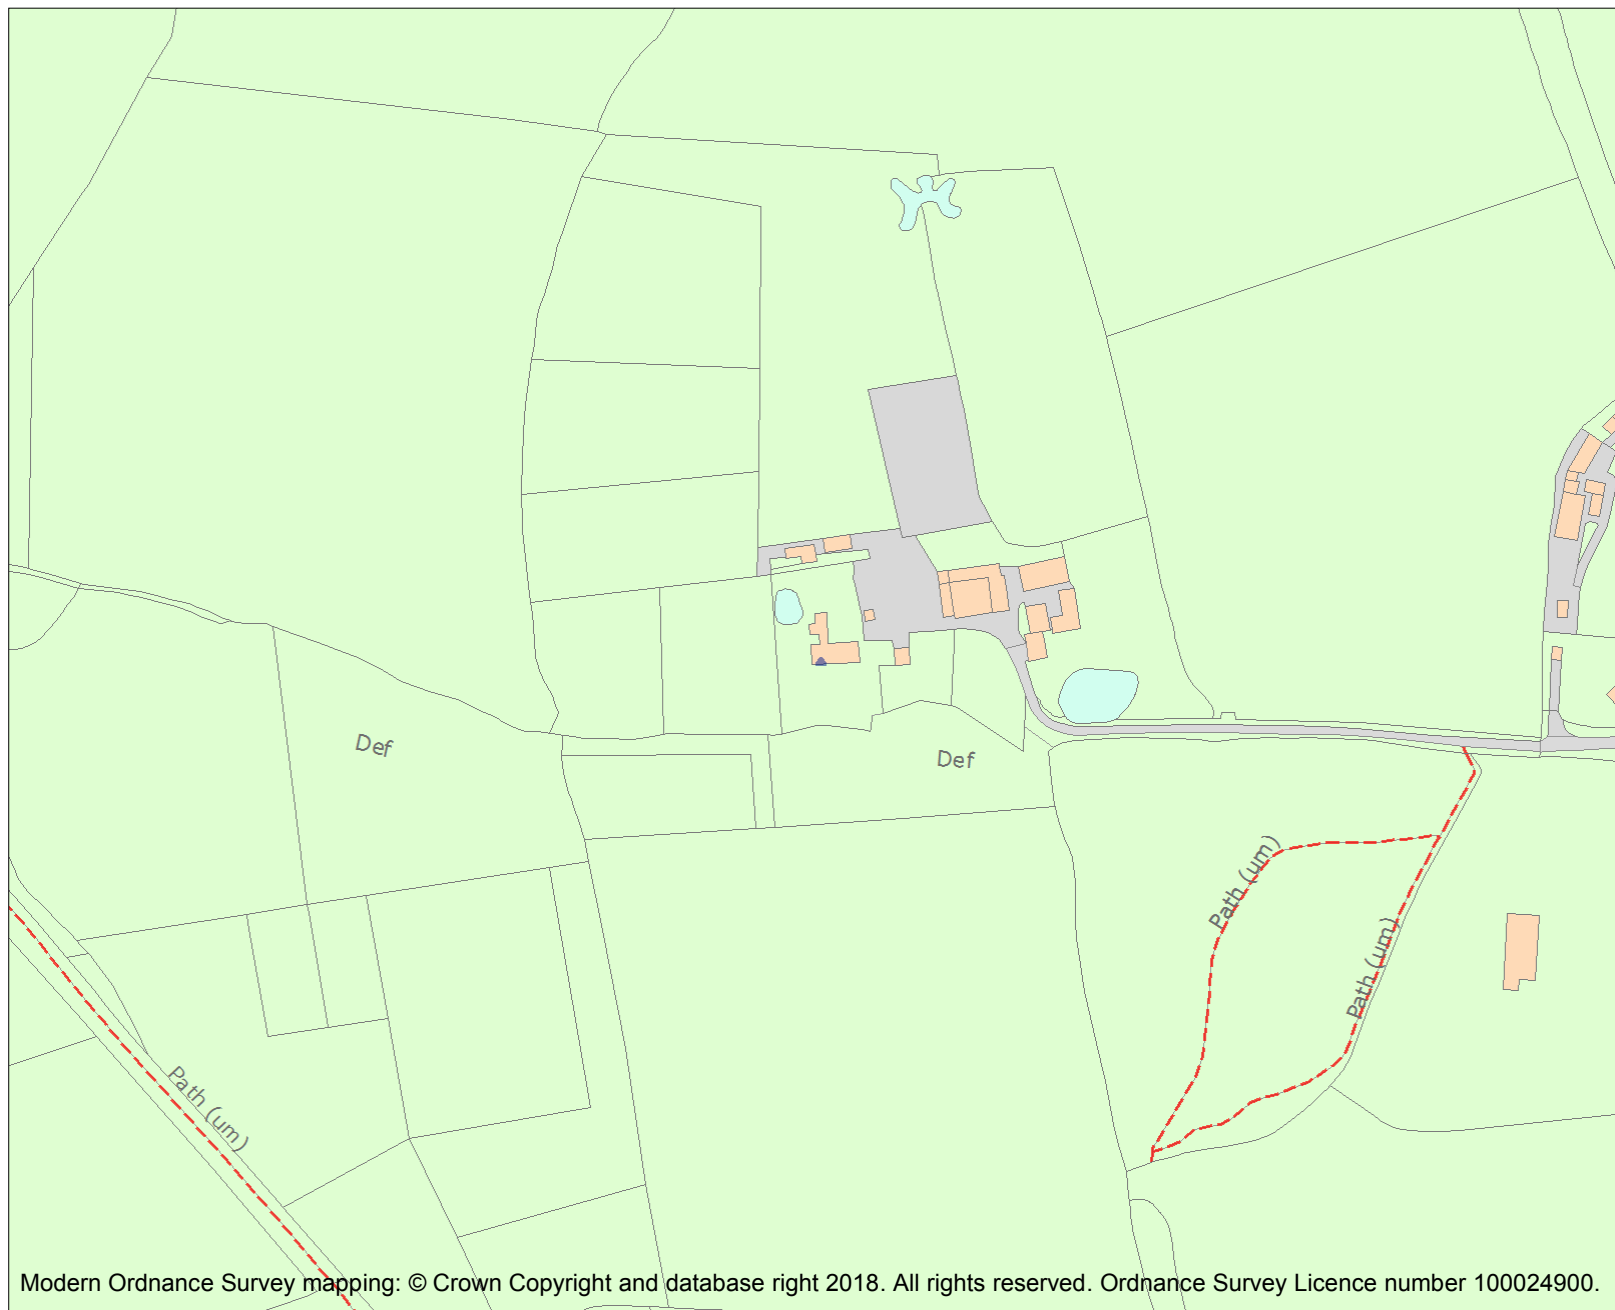 Def
Def
Path (um)
Path (um)
Path (um)
Modern Ordnance Survey mapping: © Crown Copyright and database right 2018. All rights reserved. Ordnance Survey Licence number 100024900.